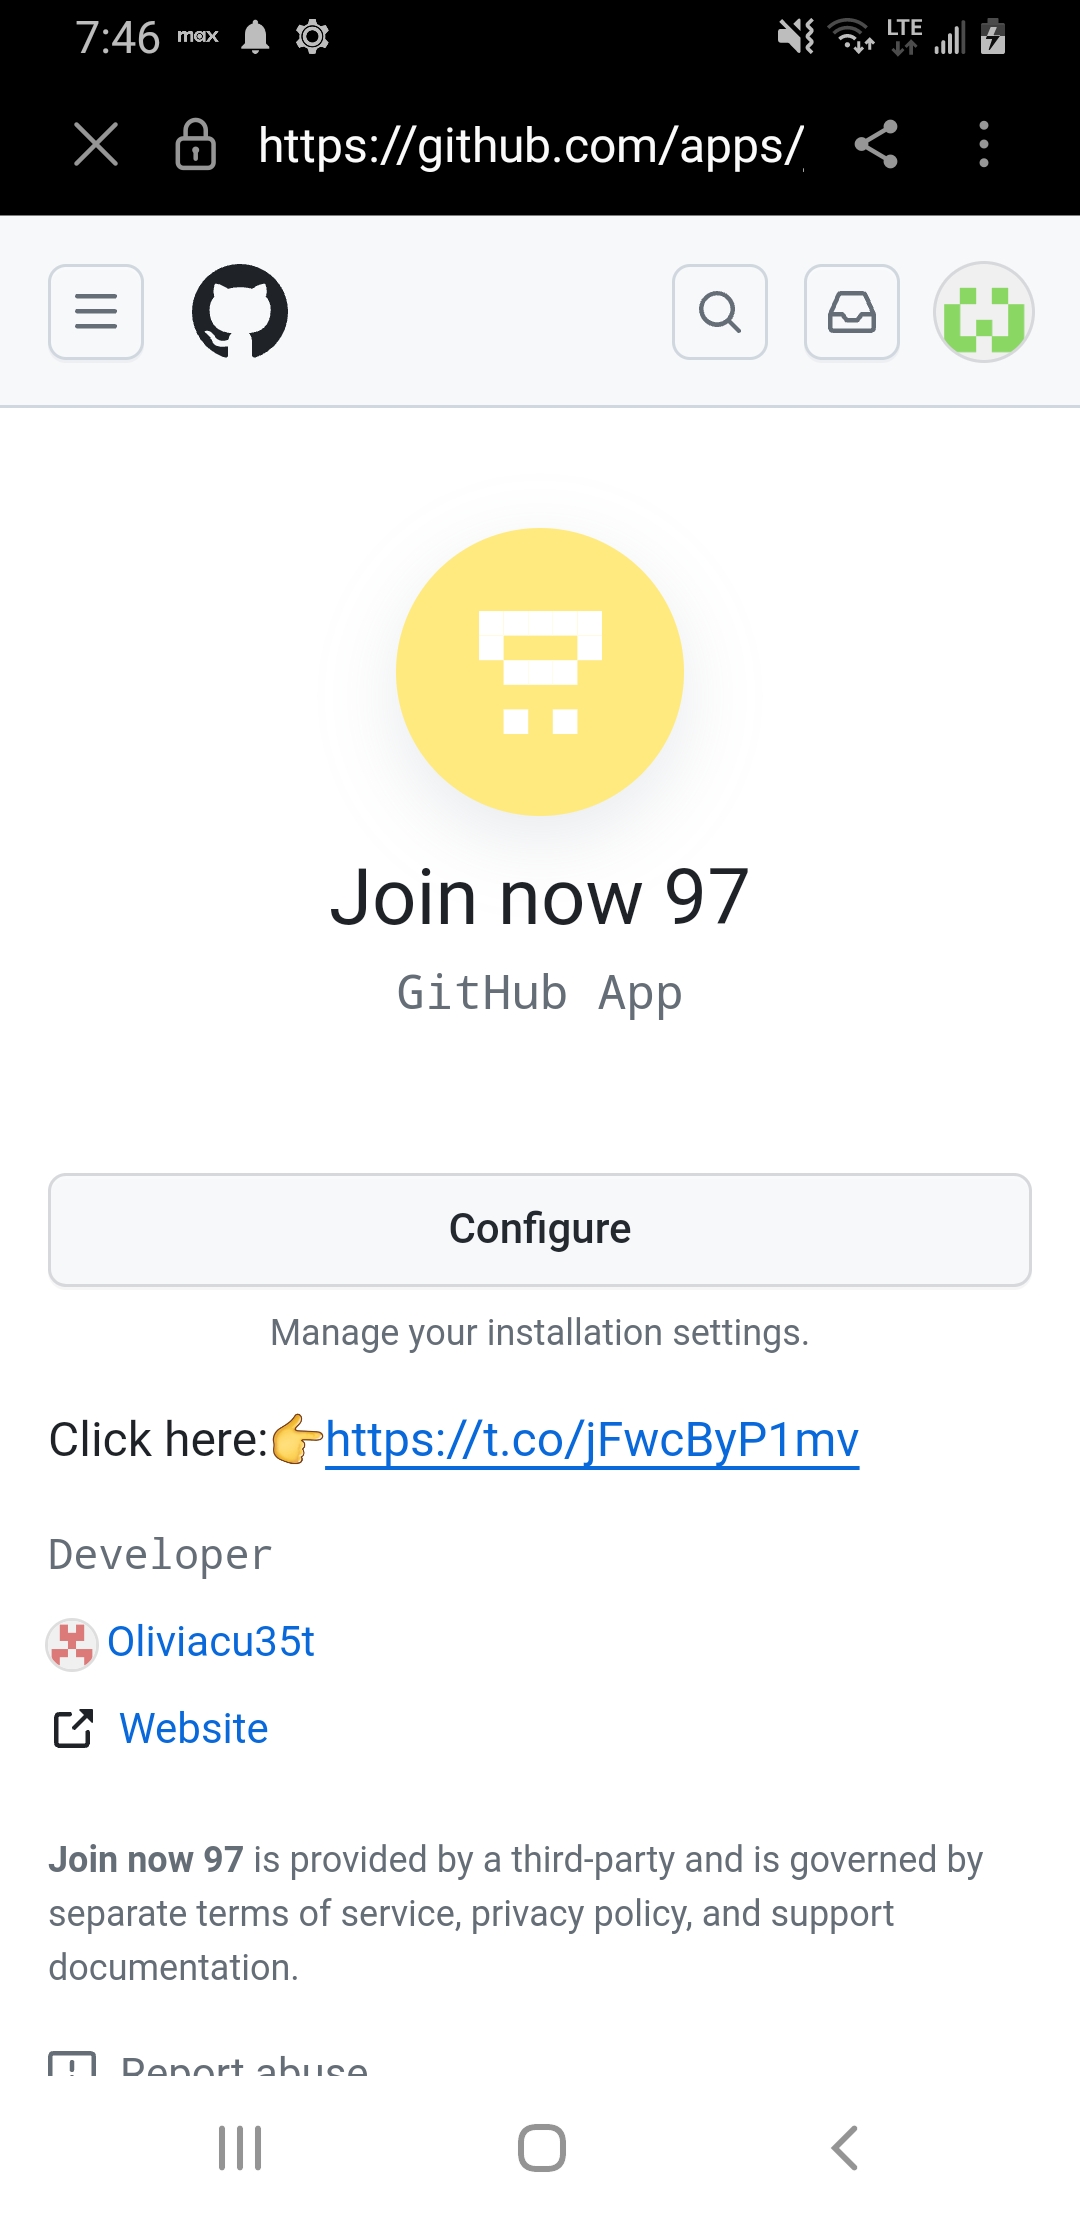 7:46 max LTE
https://github.com/apps/
Join now 97
GitHub App
Configure
Manage your installation settings.
Click here:👉https://t.co/jFwcByP1mv
Developer
Oliviacu35t
Website
Join now 97 is provided by a third-party and is governed by
separate terms of service, privacy policy, and support
documentation.
Report abuse